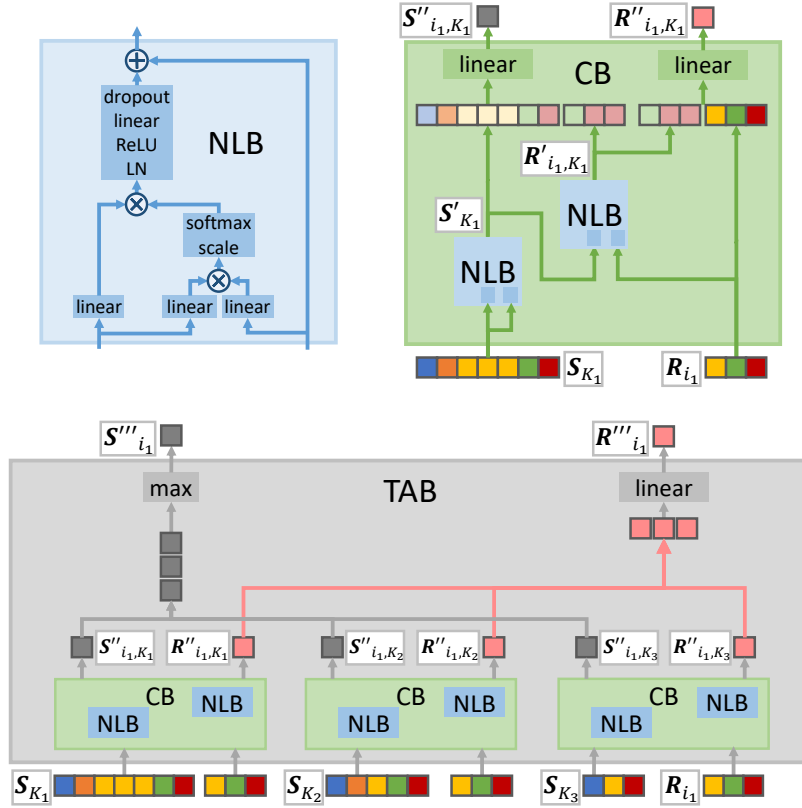 NLB
dropout
linear
ReLU
LN
softmax
scale
linear
linear
linear
S''i1,K1
R''i1,K1
linear
CB
linear
R'i1,K1
S'K1
NLB
NLB
SK1
Ri1
S'''i1
R'''i1
max
TAB
linear
S''i1,K1
R''i1,K1
S''i1,K2
R''i1,K2
S''i1,K3
R''i1,K3
CB
NLB
NLB
CB
NLB
NLB
CB
NLB
NLB
SK1
SK2
SK3
Ri1